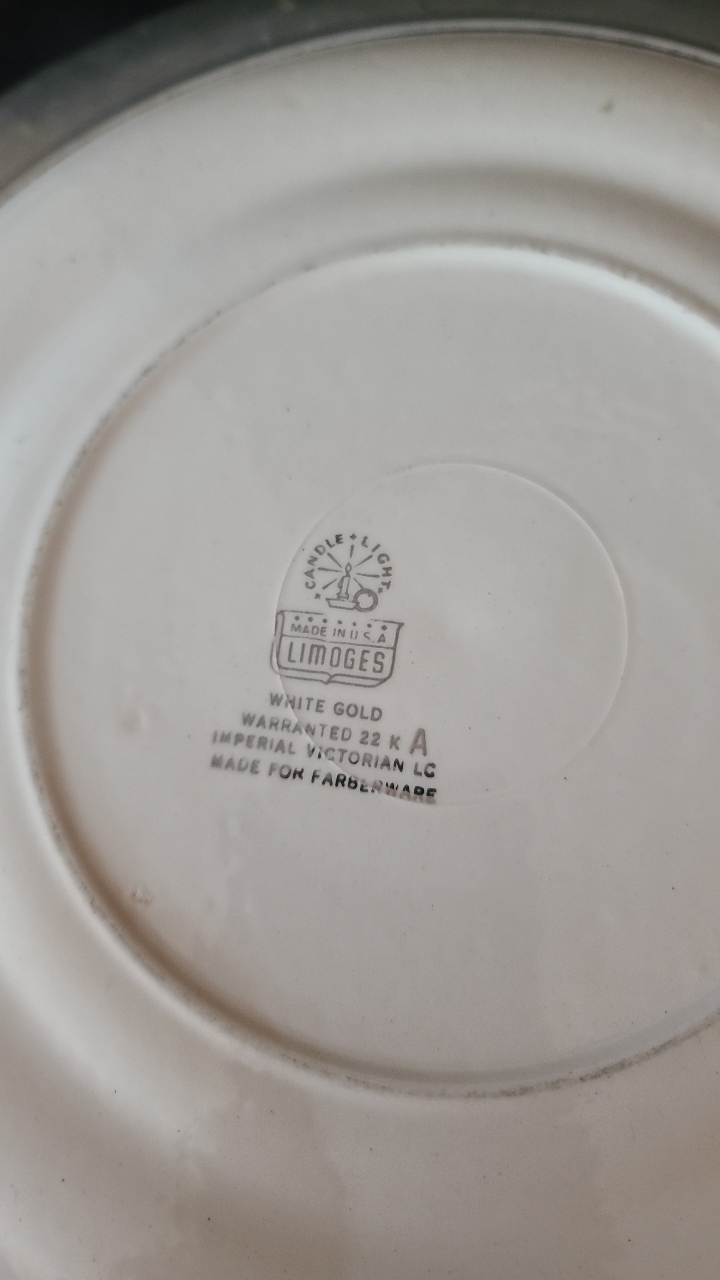 CANDLE + LIGHT
MADE IN U.S.A
LIMOGES
WHITE GOLD
WARRANTED 22 K A
IMPERIAL VICTORIAN LC
MADE FOR FARBERWARE